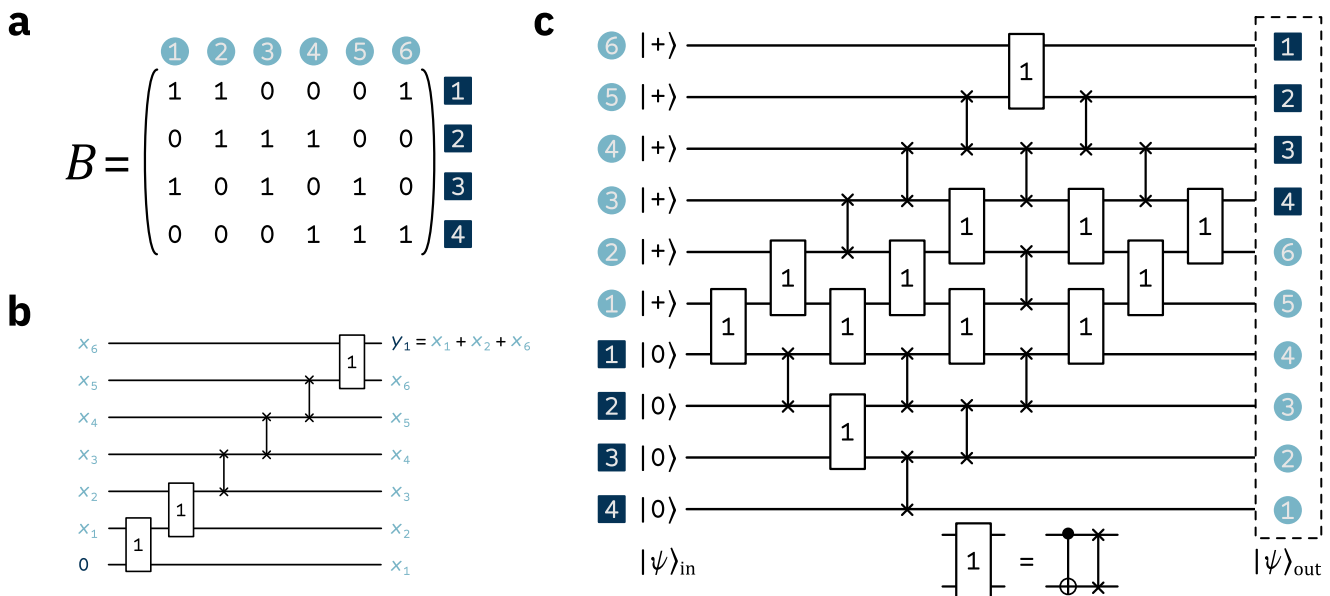 a
1 2 3 4 5 6
B = ( 1 1 0 0 0 1 ) 1
0 1 1 1 0 0 2
1 0 1 0 1 0 3
0 0 0 1 1 1 4
b
x₆ 1 y₁ = x₁ + x₂ + x₆
x₅ x₆
x₄ x₅
x₃ x₄
x₂ 1 x₃
x₁ 1 x₂
0 x₁
c
6 |+⟩ 1 1
5 |+⟩ 2
4 |+⟩ 3
3 |+⟩ 1 1 1 4
2 |+⟩ 1 1 1 6
1 |+⟩ 1 1 1 1 5
1 |0⟩ 4
2 |0⟩ 1 3
3 |0⟩ 2
4 |0⟩ 1
|ψ⟩in 1 = |ψ⟩out